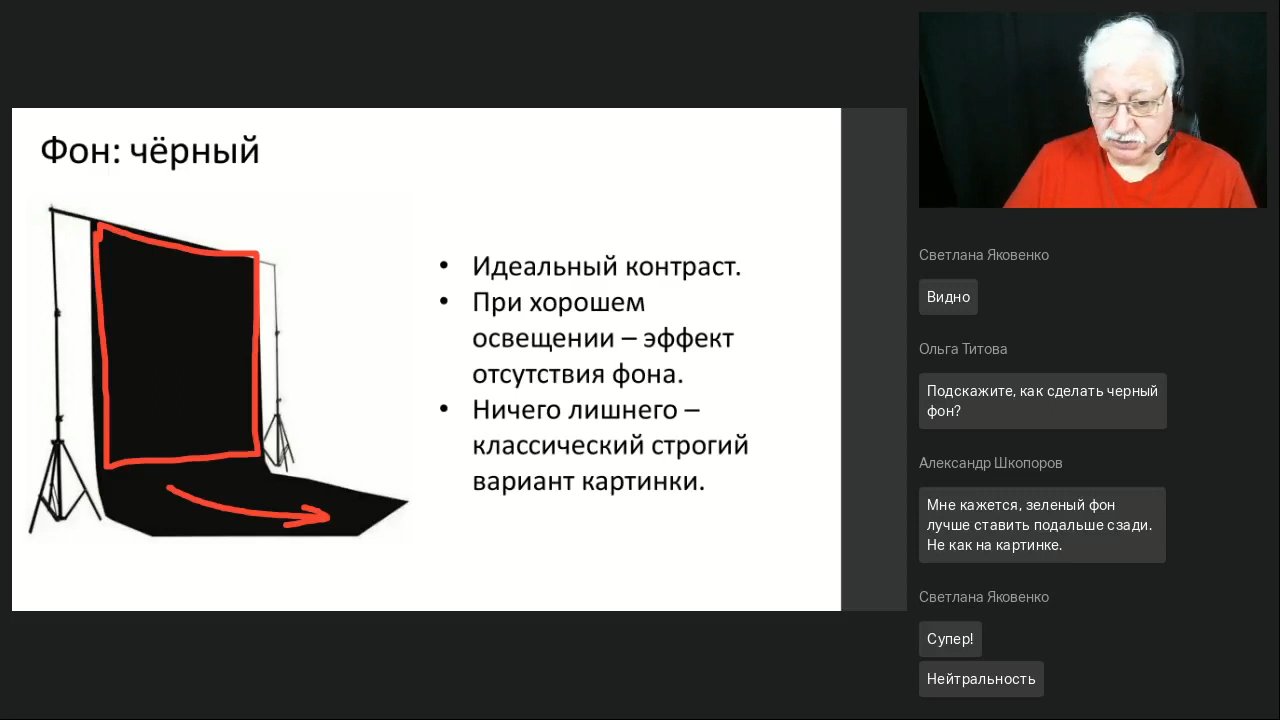 Фон: чёрный
• Идеальный контраст.
• При хорошем
освещении – эффект
отсутствия фона.
• Ничего лишнего –
классический строгий
вариант картинки.
Светлана Яковенко
Видно
Ольга Титова
Подскажите, как сделать черный
фон?
Александр Шкопоров
Мне кажется, зеленый фон
лучше ставить подальше сзади.
Не как на картинке.
Светлана Яковенко
Супер!
Нейтральность